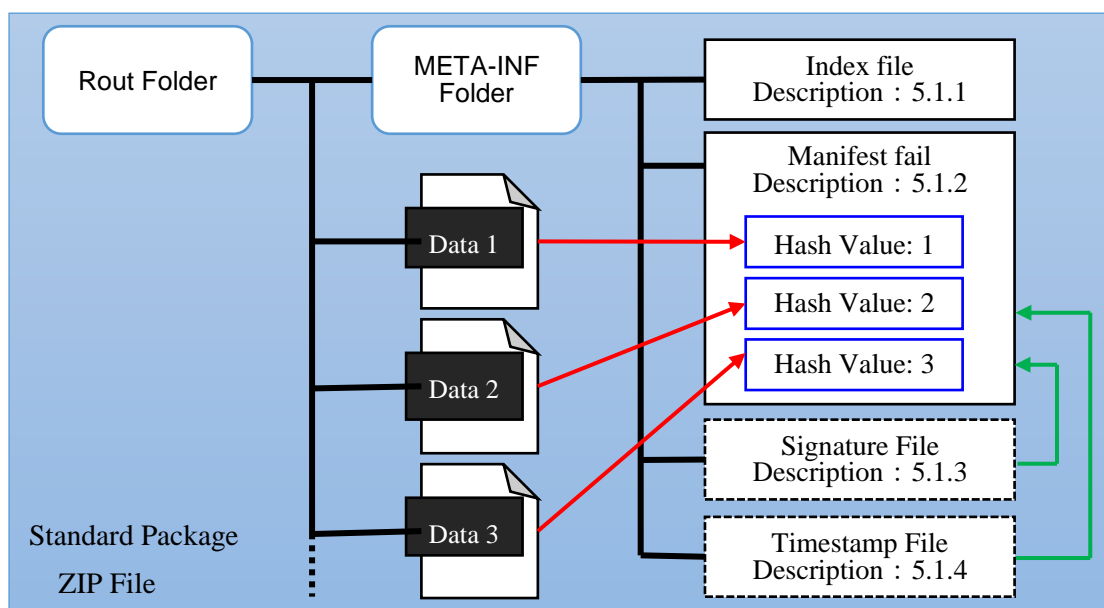 Rout Folder
META-INF
Folder
Index file
Description：5.1.1
Manifest fail
Description：5.1.2
Data 1
Hash Value: 1
Hash Value: 2
Data 2
Hash Value: 3
Signature File
Description：5.1.3
Data 3
Timestamp File
Description：5.1.4
Standard Package
ZIP File